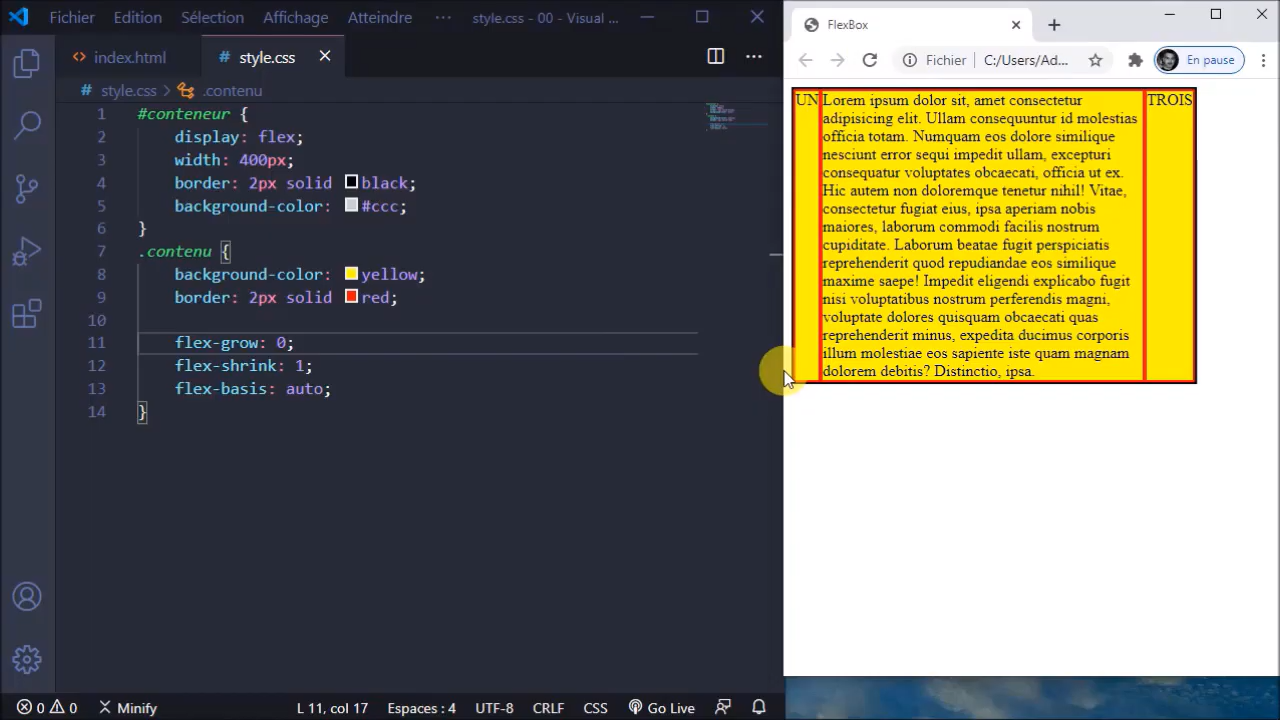 Fichier Edition Sélection Affichage Atteindre ··· style.css - 00 - Visual ...
index.html style.css
style.css > .contenu
1 #conteneur {
2 display: flex;
3 width: 400px;
4 border: 2px solid black;
5 background-color: #ccc;
6 }
7 .contenu {
8 background-color: yellow;
9 border: 2px solid red;
10
11 flex-grow: 0;
12 flex-shrink: 1;
13 flex-basis: auto;
14 }
0 0 Minify L 11, col 17 Espaces : 4 UTF-8 CRLF CSS Go Live
FlexBox
Fichier C:/Users/Ad... En pause
UN
Lorem ipsum dolor sit, amet consectetur
adipisicing elit. Ullam consequuntur id molestias
officia totam. Numquam eos dolore similique
nesciunt error sequi impedit ullam, excepturi
consequatur voluptates obcaecati, officia ut ex.
Hic autem non doloremque tenetur nihil! Vitae,
consectetur fugiat eius, ipsa aperiam nobis
maiores, laborum commodi facilis nostrum
cupiditate. Laborum beatae fugit perspiciatis
reprehenderit quod repudiandae eos similique
maxime saepe! Impedit eligendi explicabo fugit
nisi voluptatibus nostrum perferendis magni,
voluptate dolores quisquam obcaecati quas
reprehenderit minus, expedita ducimus corporis
illum molestiae eos sapiente iste quam magnam
dolorem debitis? Distinctio, ipsa.
TROIS